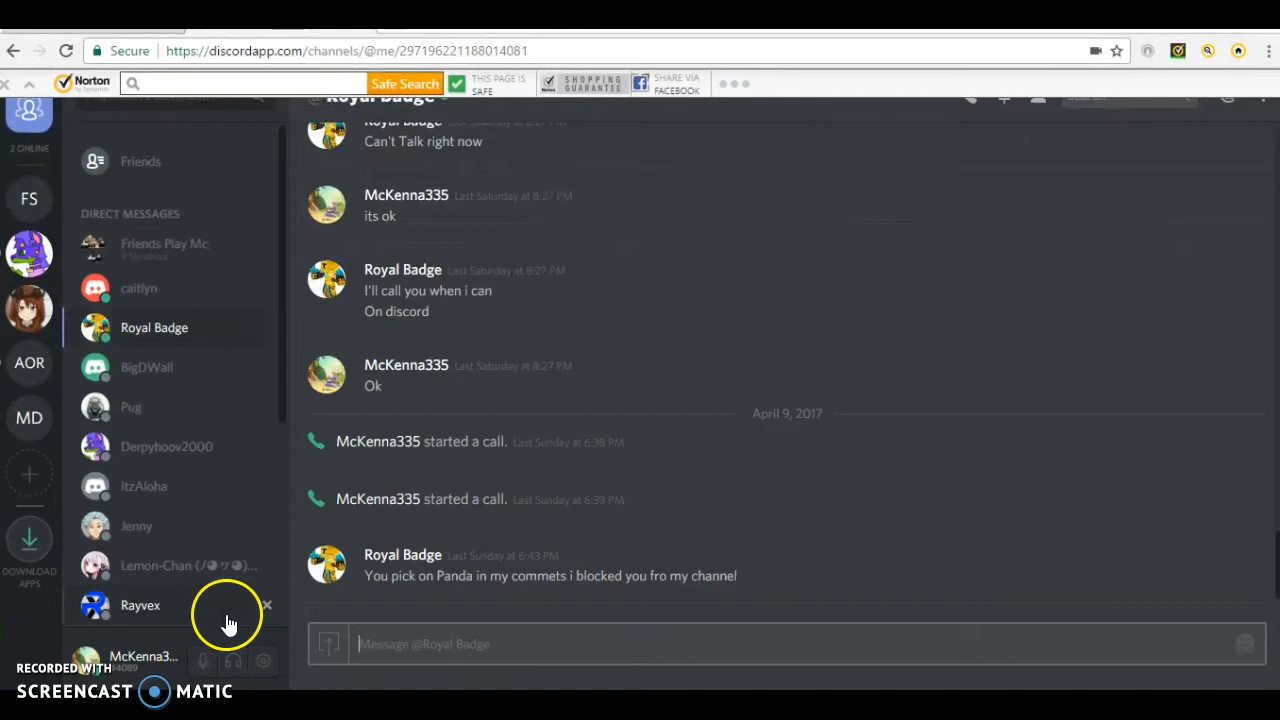 Secure https://discordapp.com/channels/@me/297196221188014081
Norton
by Symantec
Safe Search
THIS PAGE IS
SAFE
SHOPPING
GUARANTEE
SHARE VIA
FACEBOOK
2 ONLINE
FS
AOR
MD
DOWNLOAD
APPS
Friends
DIRECT MESSAGES
Friends Play Mc
caitlyn
Royal Badge
BigDWall
Pug
Derpyhoov2000
ItzAloha
Jenny
Rayvex
McKenna3...
Royal Badge
Search
Royal Badge Last Saturday at 8:27 PM
Can't Talk right now
McKenna335 Last Saturday at 8:27 PM
its ok
Royal Badge Last Saturday at 8:27 PM
I'll call you when i can
On discord
McKenna335 Last Saturday at 8:27 PM
Ok
April 9, 2017
McKenna335 started a call. Last Sunday at 6:38 PM
McKenna335 started a call. Last Sunday at 6:39 PM
Royal Badge Last Sunday at 6:43 PM
You pick on Panda in my commets i blocked you fro my channel
Message @Royal Badge
RECORDED WITH
SCREENCAST MATIC